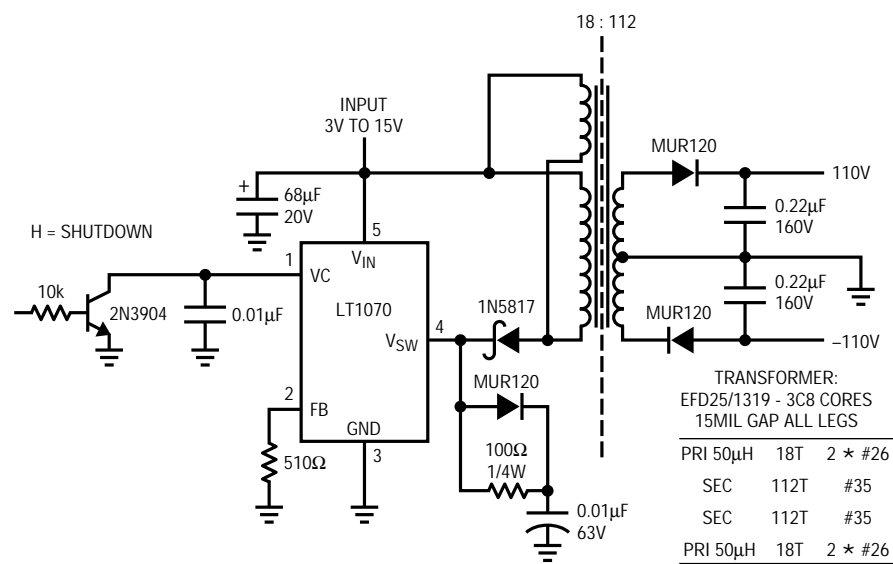 18 : 112
INPUT
3V TO 15V
MUR120
110V
+
68µF
20V
0.22µF
160V
H = SHUTDOWN
5
V_IN
1
VC
10k
2N3904
0.01µF
LT1070
1N5817
4
V_SW
0.22µF
160V
MUR120
–110V
MUR120
2
FB
GND
3
510Ω
100Ω
1/4W
0.01µF
63V
TRANSFORMER:
EFD25/1319 - 3C8 CORES
15MIL GAP ALL LEGS
PRI 50µH 18T 2 * #26
SEC 112T #35
SEC 112T #35
PRI 50µH 18T 2 * #26